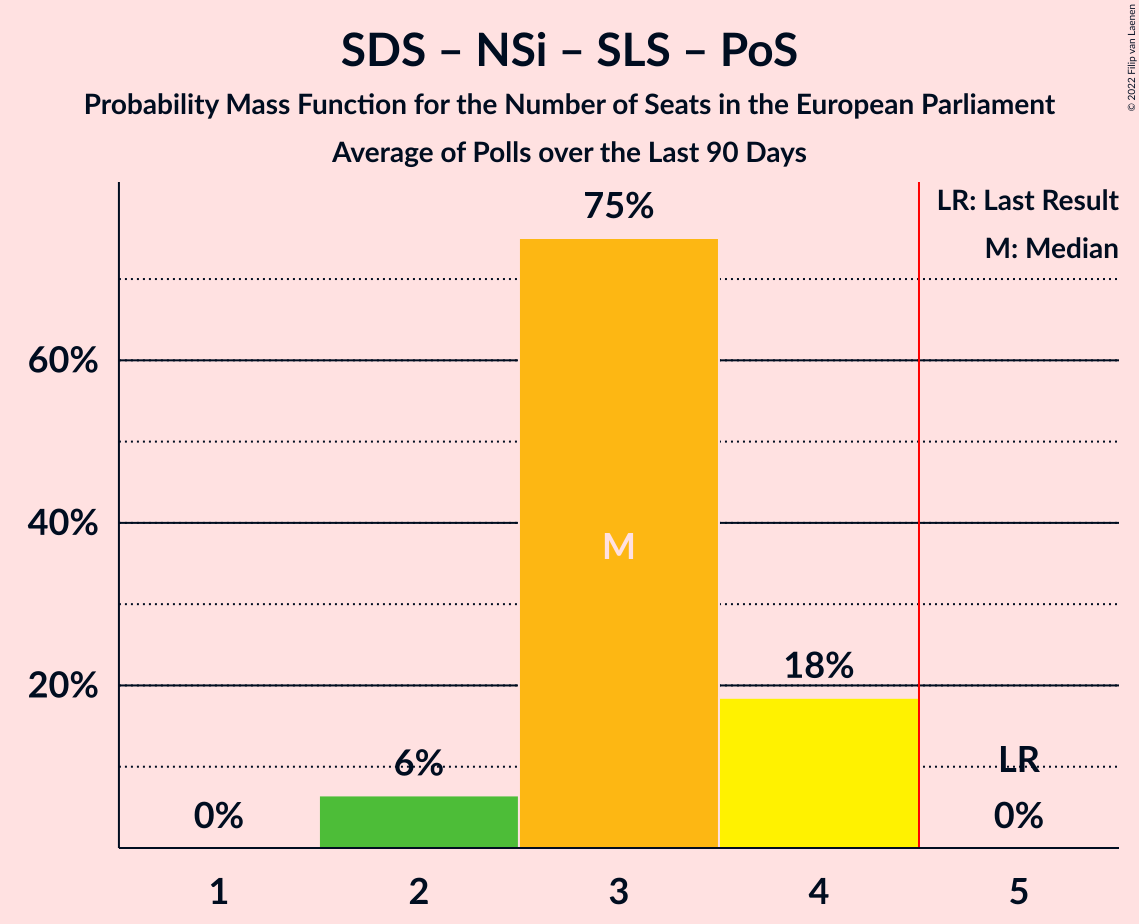 SDS – NSi – SLS – PoS
Probability Mass Function for the Number of Seats in the European Parliament
Average of Polls over the Last 90 Days
© 2022 Filip van Laenen
LR: Last Result
M: Median
75%
60%
M
40%
18%
20%
6%
LR
0%
0%
1 2 3 4 5